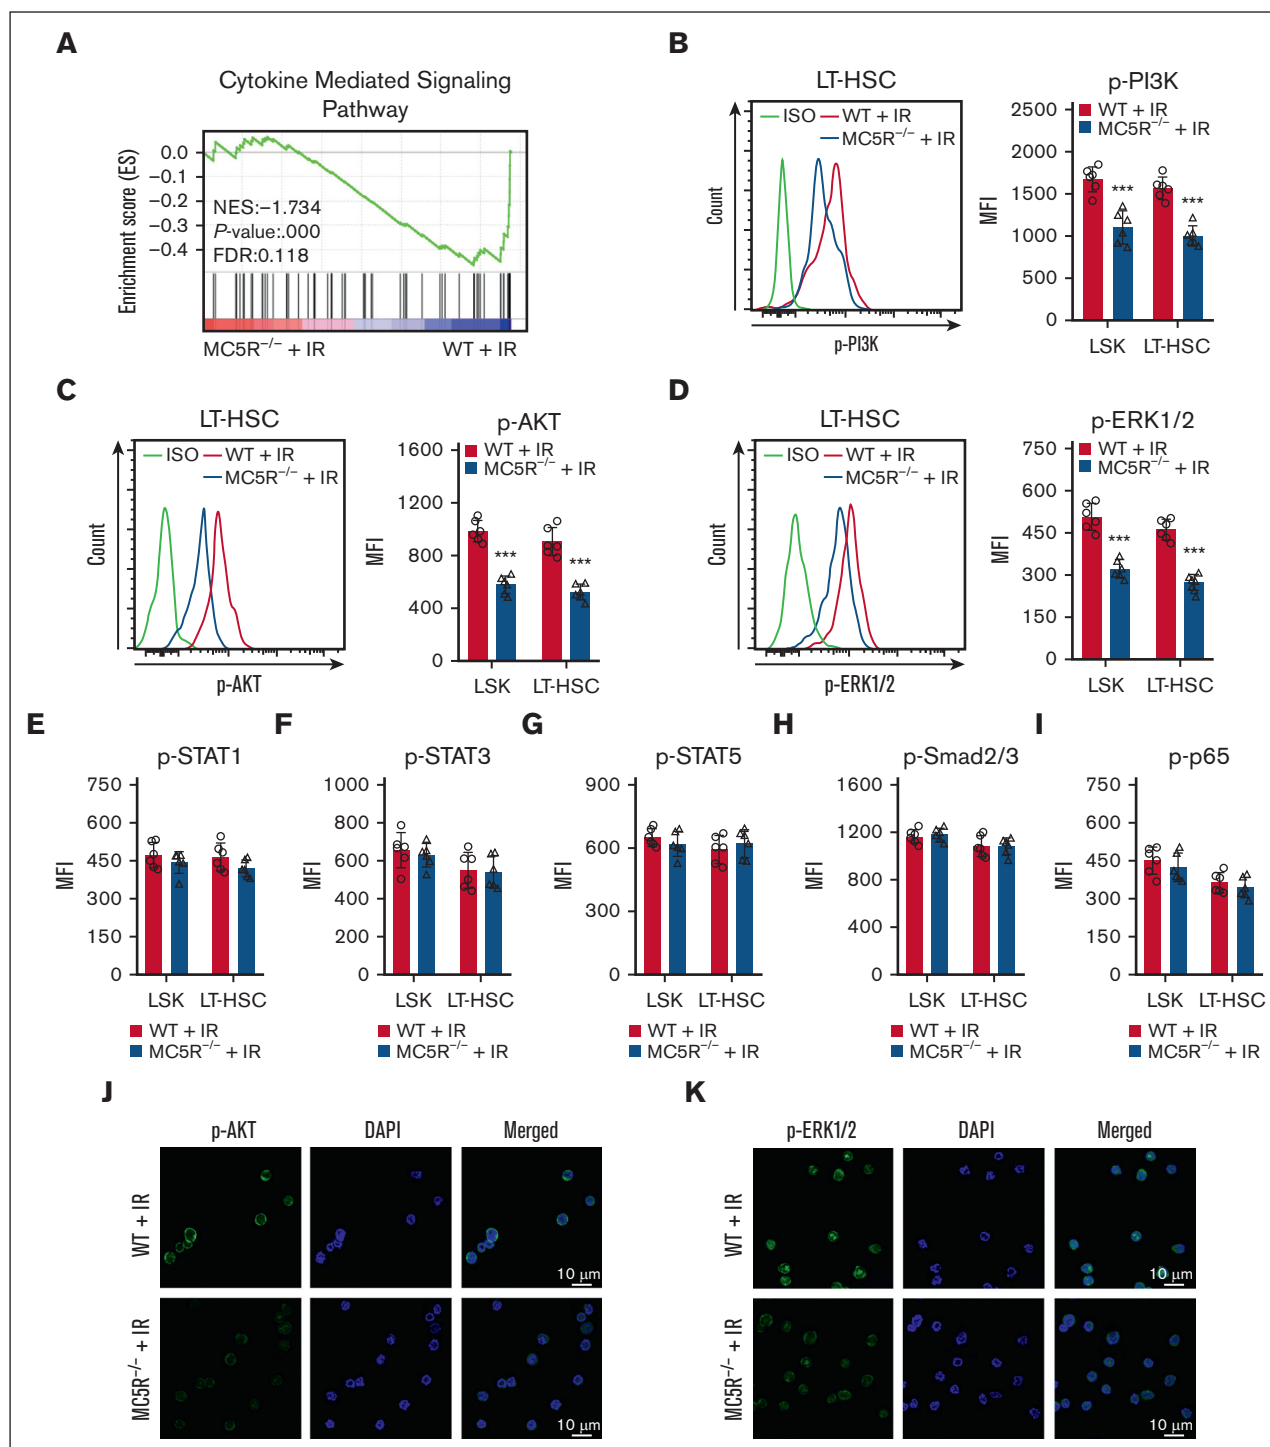 A
Cytokine Mediated Signaling
Pathway
Enrichment score (ES)
0.0
−0.1
−0.2
−0.3
−0.4
NES:−1.734
P-value:.000
FDR:0.118
MC5R−/− + IR
WT + IR
B
LT-HSC
ISO
WT + IR
MC5R−/− + IR
Count
p-PI3K
p-PI3K
WT + IR
MC5R−/− + IR
MFI
2500
2000
1500
1000
500
0
***
***
LSK
LT-HSC
C
LT-HSC
ISO
WT + IR
MC5R−/− + IR
Count
p-AKT
p-AKT
WT + IR
MC5R−/− + IR
MFI
1600
1200
800
400
0
***
***
LSK
LT-HSC
D
LT-HSC
ISO
WT + IR
MC5R−/− + IR
Count
p-ERK1/2
p-ERK1/2
WT + IR
MC5R−/− + IR
MFI
750
600
450
300
150
0
***
***
LSK
LT-HSC
E
p-STAT1
MFI
750
600
450
300
150
0
LSK
LT-HSC
WT + IR
MC5R−/− + IR
F
p-STAT3
MFI
1000
800
600
400
200
0
LSK
LT-HSC
WT + IR
MC5R−/− + IR
G
p-STAT5
MFI
900
600
300
0
LSK
LT-HSC
WT + IR
MC5R−/− + IR
H
p-Smad2/3
MFI
1600
1200
800
400
0
LSK
LT-HSC
WT + IR
MC5R−/− + IR
I
p-p65
MFI
750
600
450
300
150
0
LSK
LT-HSC
WT + IR
MC5R−/− + IR
J
p-AKT
DAPI
Merged
WT + IR
10 μm
MC5R−/− + IR
10 μm
K
p-ERK1/2
DAPI
Merged
WT + IR
10 μm
MC5R−/− + IR
10 μm